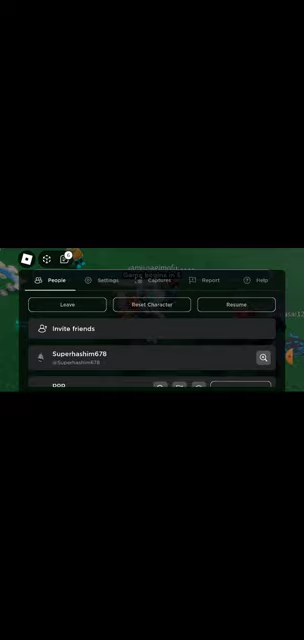 People
Settings
Captures
Report
Help
Leave
Reset Character
Resume
Invite friends
Superhashim678
@Superhashim678